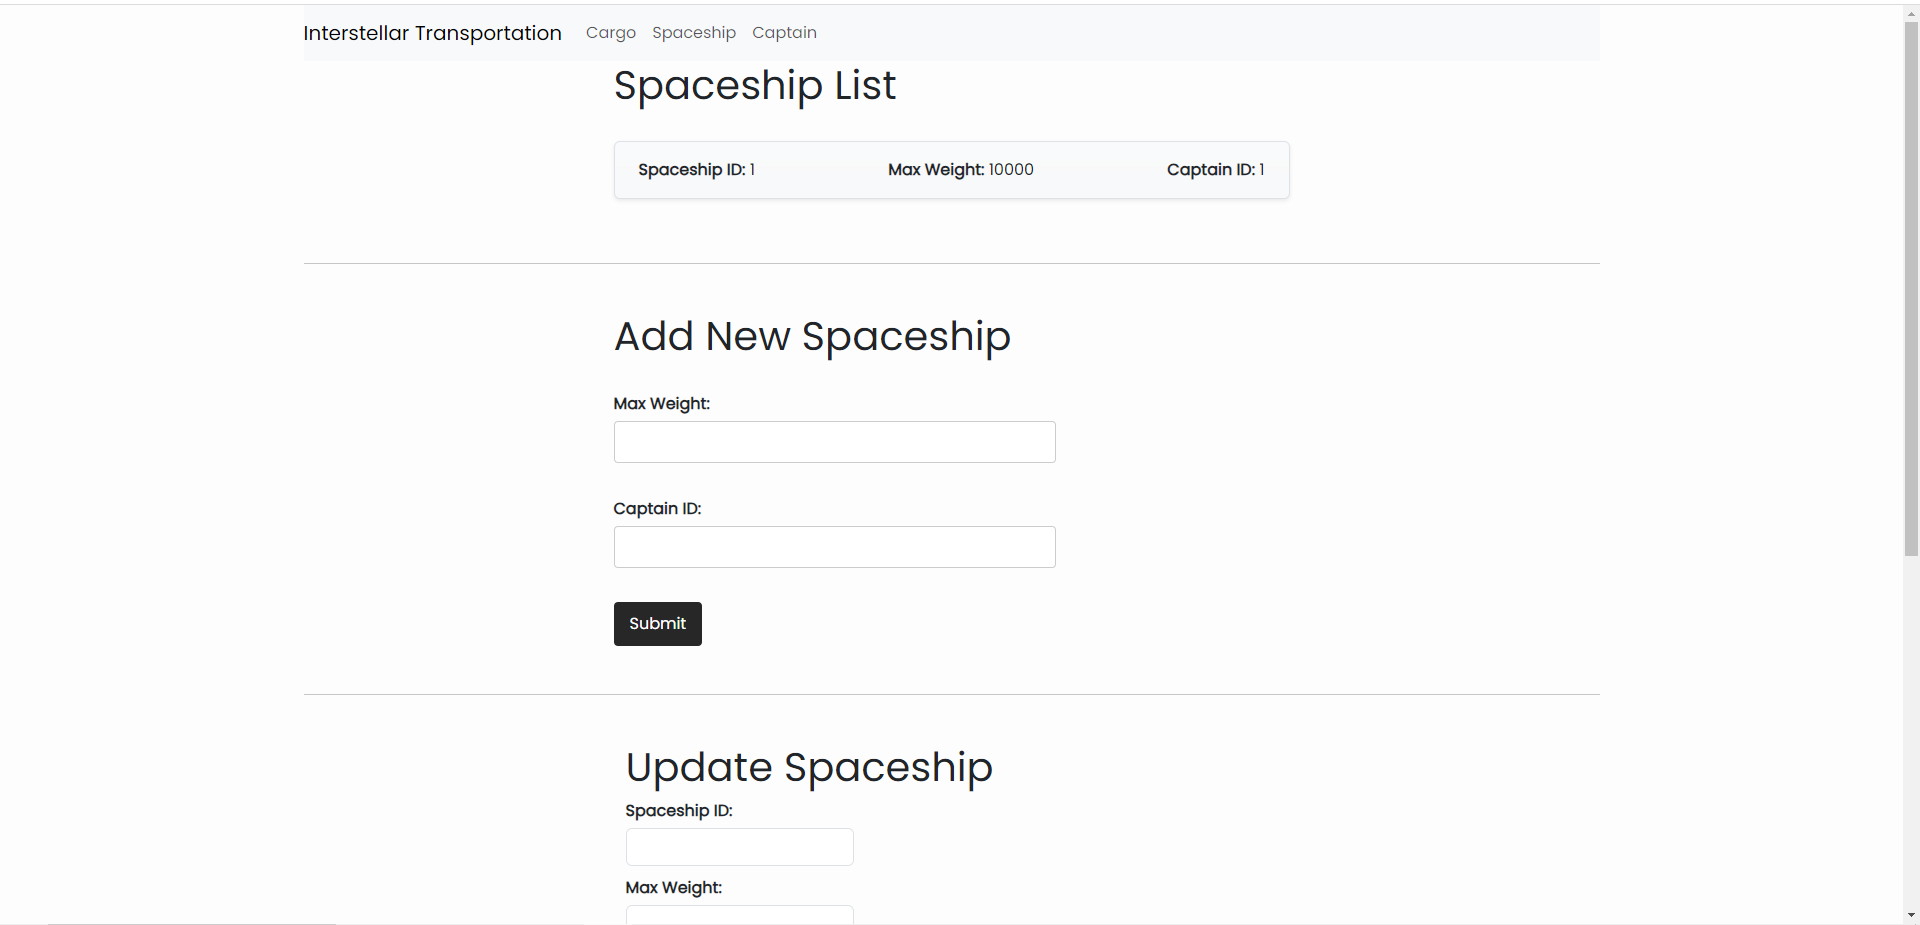 Interstellar Transportation Cargo Spaceship Captain
Spaceship List
Spaceship ID: 1 Max Weight: 10000 Captain ID: 1
Add New Spaceship
Max Weight:
Captain ID:
Submit
Update Spaceship
Spaceship ID:
Max Weight: